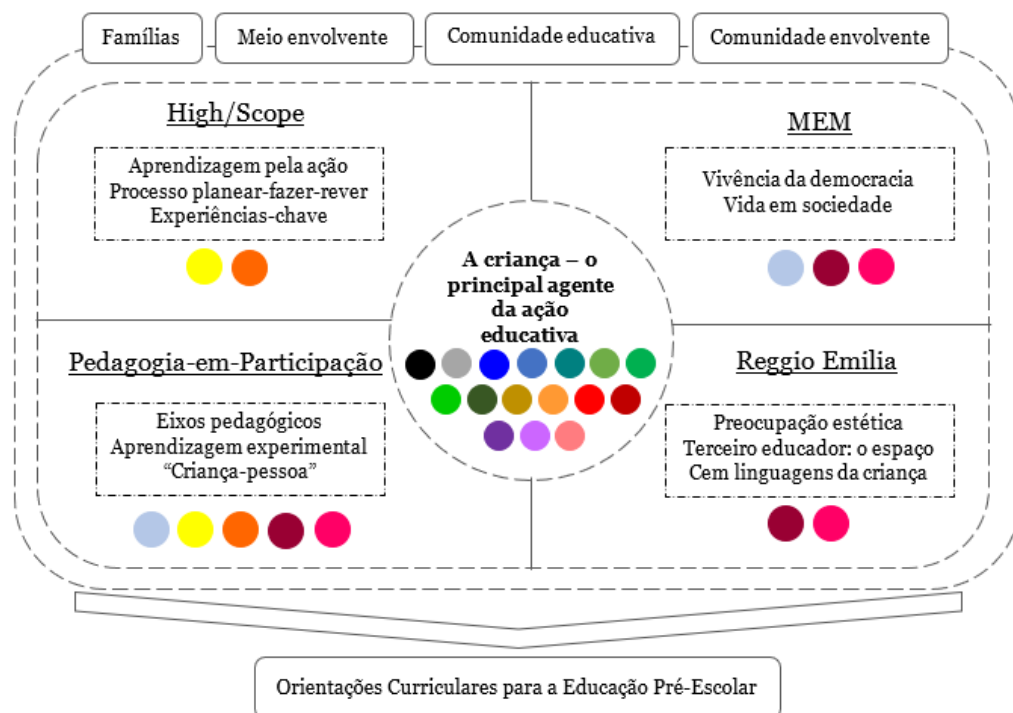 Famílias
Meio envolvente
Comunidade educativa
Comunidade envolvente
High/Scope
Aprendizagem pela ação
Processo planear-fazer-rever
Experiências-chave
MEM
Vivência da democracia
Vida em sociedade
A criança – o
principal agente
da ação
educativa
Pedagogia-em-Participação
Eixos pedagógicos
Aprendizagem experimental
“Criança-pessoa”
Reggio Emilia
Preocupação estética
Terceiro educador: o espaço
Cem linguagens da criança
Orientações Curriculares para a Educação Pré-Escolar